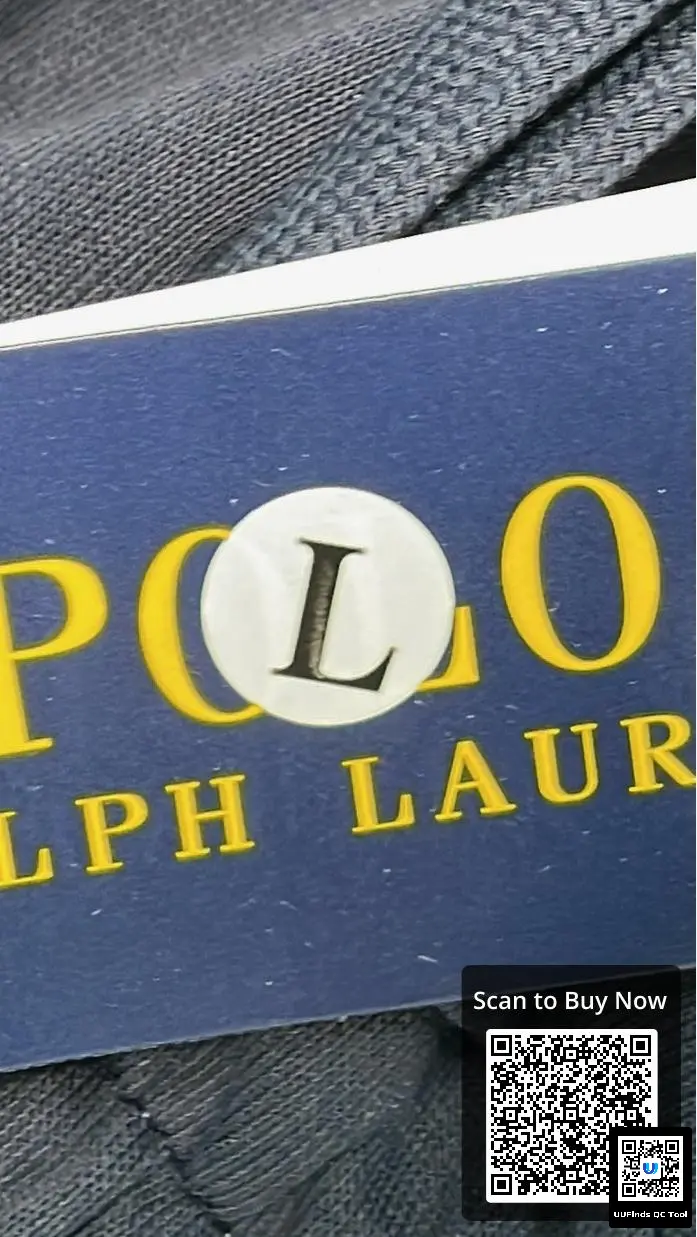 POLO
L
LPH LAUR
Scan to Buy Now
UUFinds QC Tool